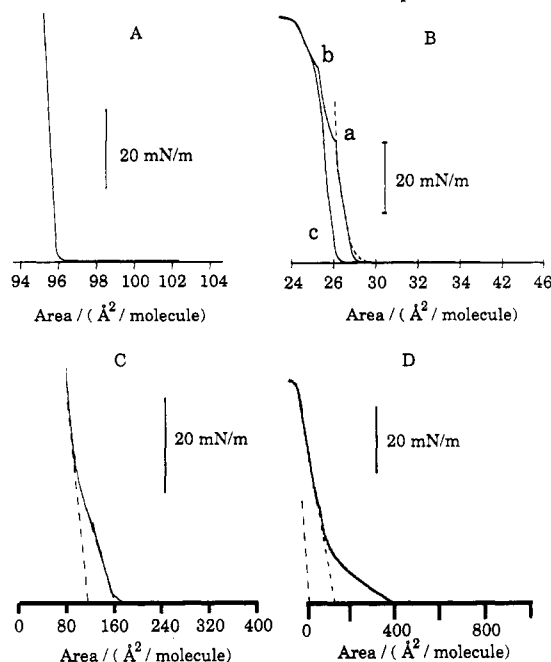 A
20 mN/m
94 96 98 100 102 104
Area / ( Å² / molecule)
B
b
a
c
20 mN/m
24 26 30 34 38 42 46
Area / ( Å² / molecule)
C
20 mN/m
0 80 160 240 320 400
Area / ( Å² / molecule)
D
20 mN/m
0 400 800
Area / ( Å² / molecule)